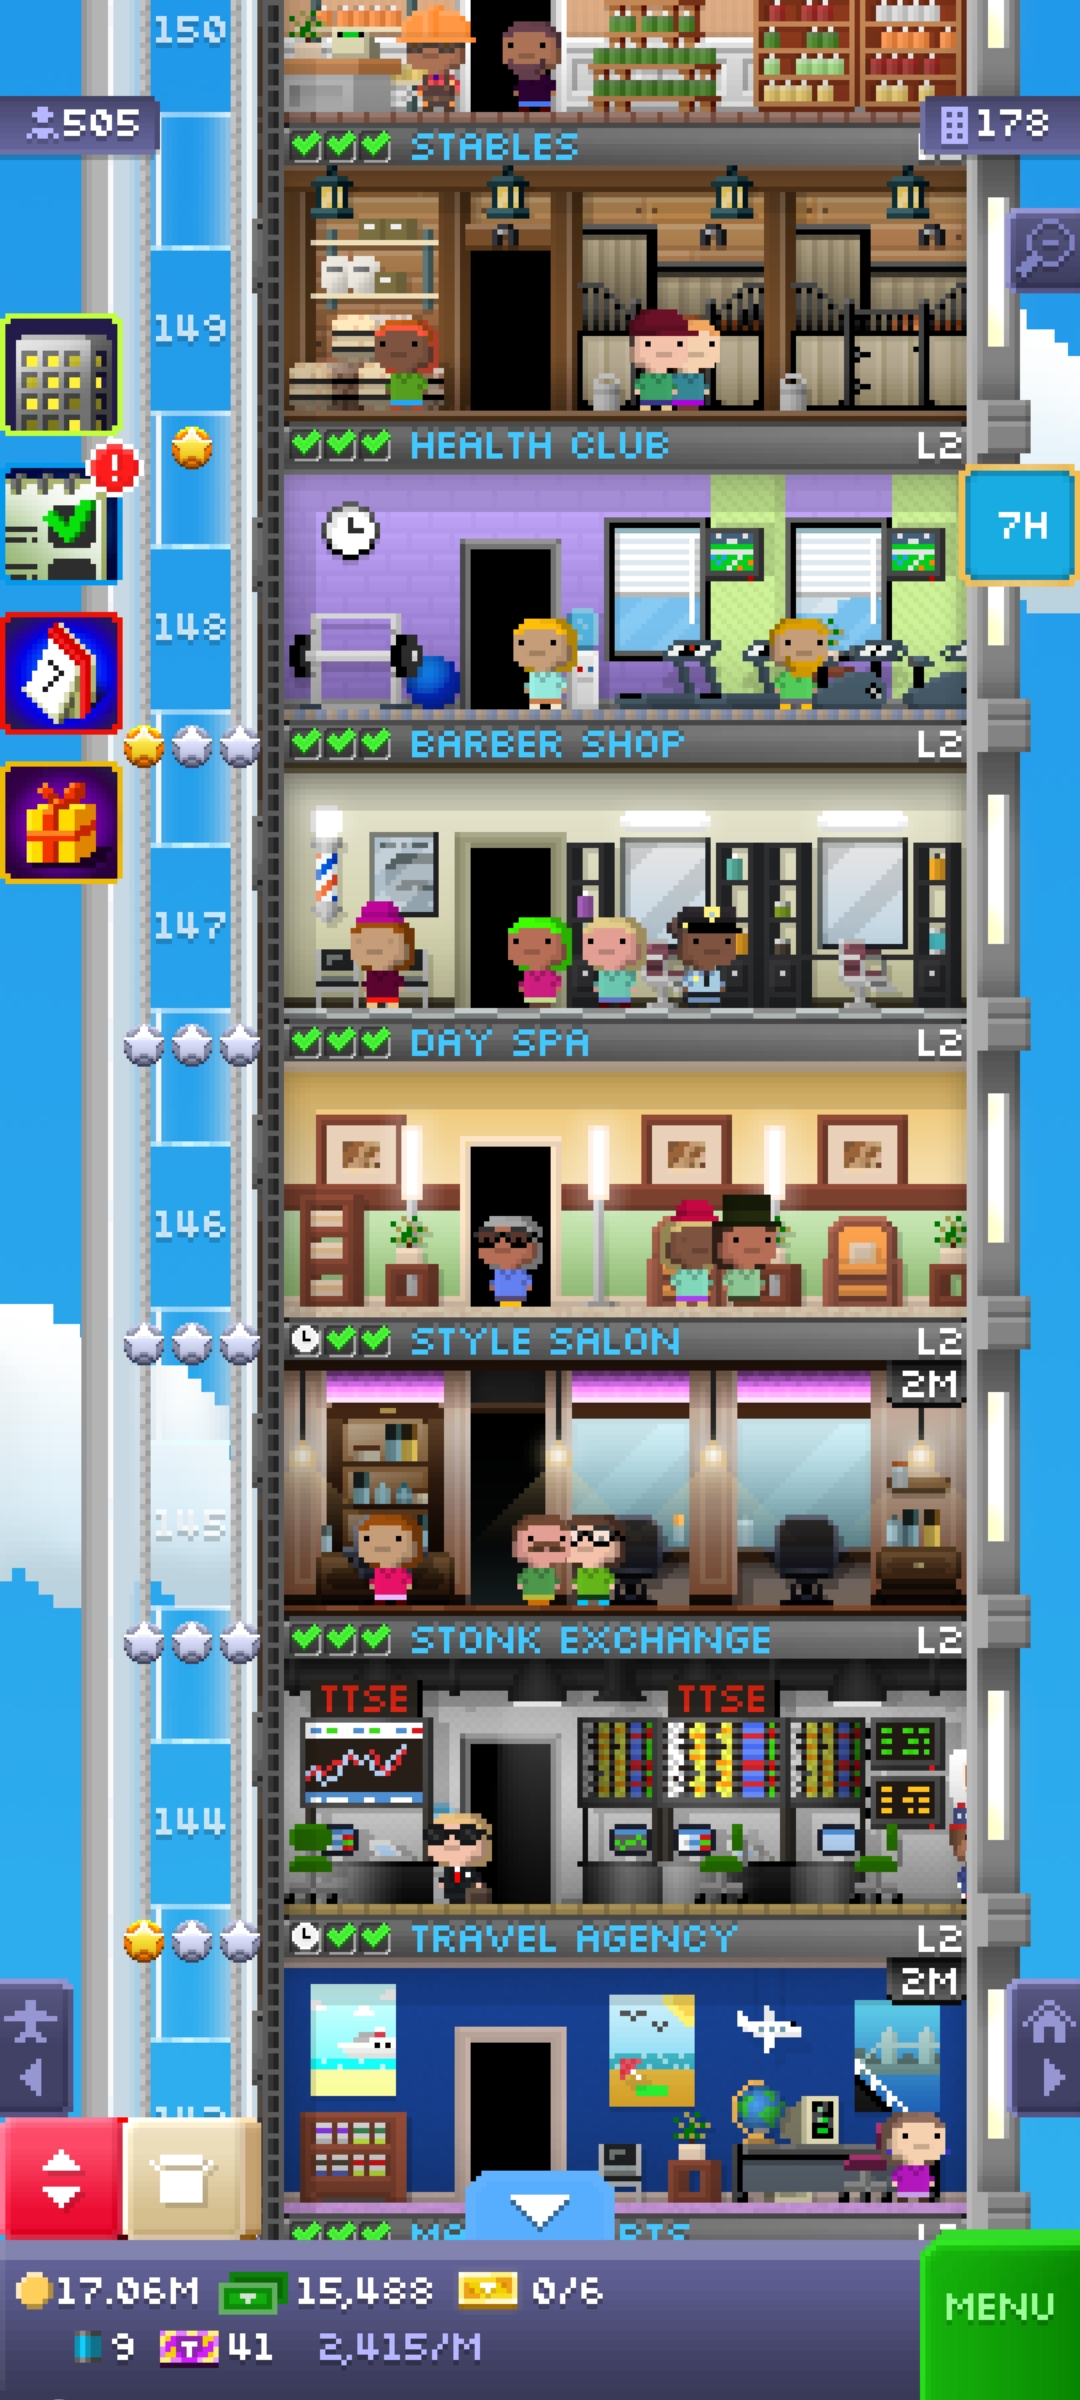 150
505
178
STABLES
149
HEALTH CLUB L2
7H
148
BARBER SHOP L2
147
DAY SPA L2
146
STYLE SALON L2
2M
145
STONK EXCHANGE L2
TTSE TTSE
144
TRAVEL AGENCY L2
2M
17.06M 15,488 0/6
9 41 2,415/M
MENU